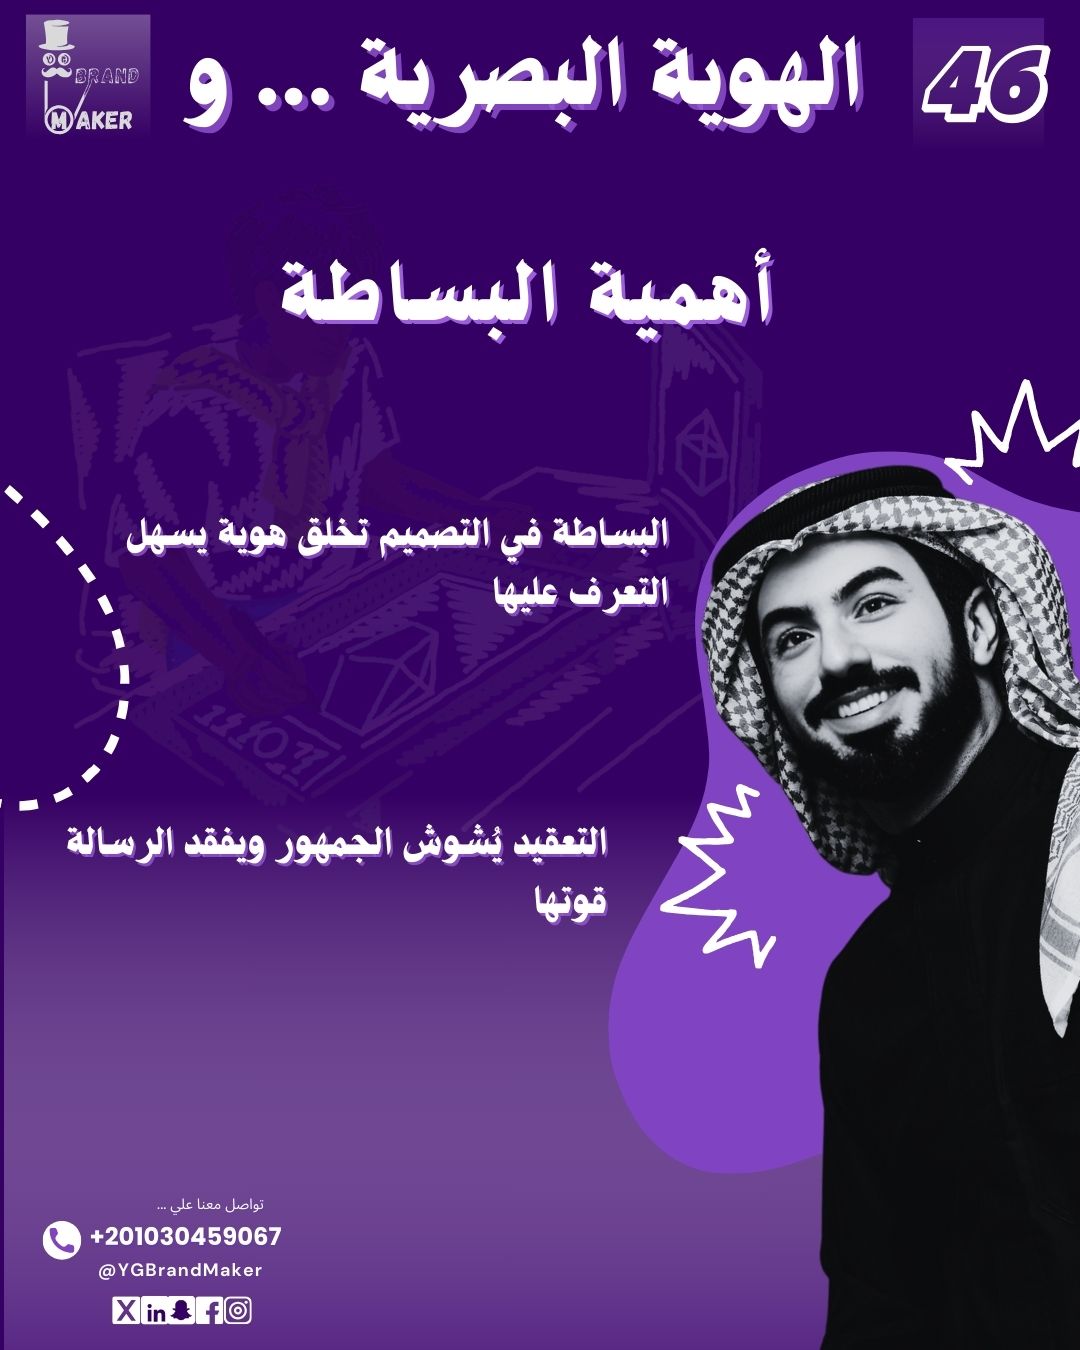 46
الهوية البصرية ... و
BRAND
MAKER
أهمية البساطة
البساطة في التصميم تخلق هوية يسهل
التعرف عليها
التعقيد يُشوش الجمهور ويفقد الرسالة
قوتها
تواصل معنا علي ...
+201030459067
@YGBrandMaker